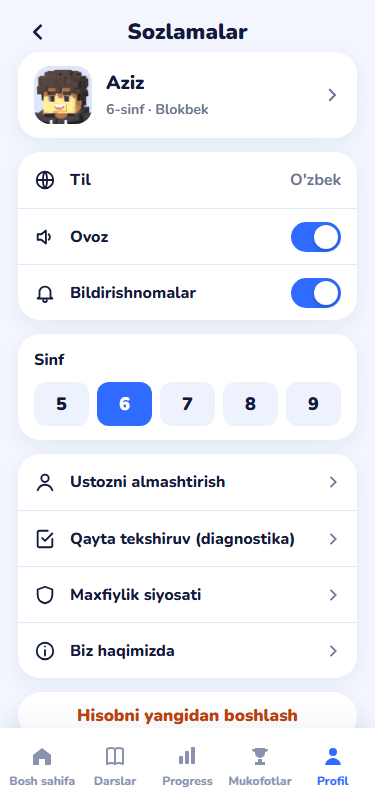 Sozlamalar
Aziz
6-sinf · Blokbek
Til O'zbek
Ovoz
Bildirishnomalar
Sinf
5 6 7 8 9
Ustozni almashtirish
Qayta tekshiruv (diagnostika)
Maxfiylik siyosati
Biz haqimizda
Hisobni yangidan boshlash
Bosh sahifa Darslar Progress Mukofotlar Profil